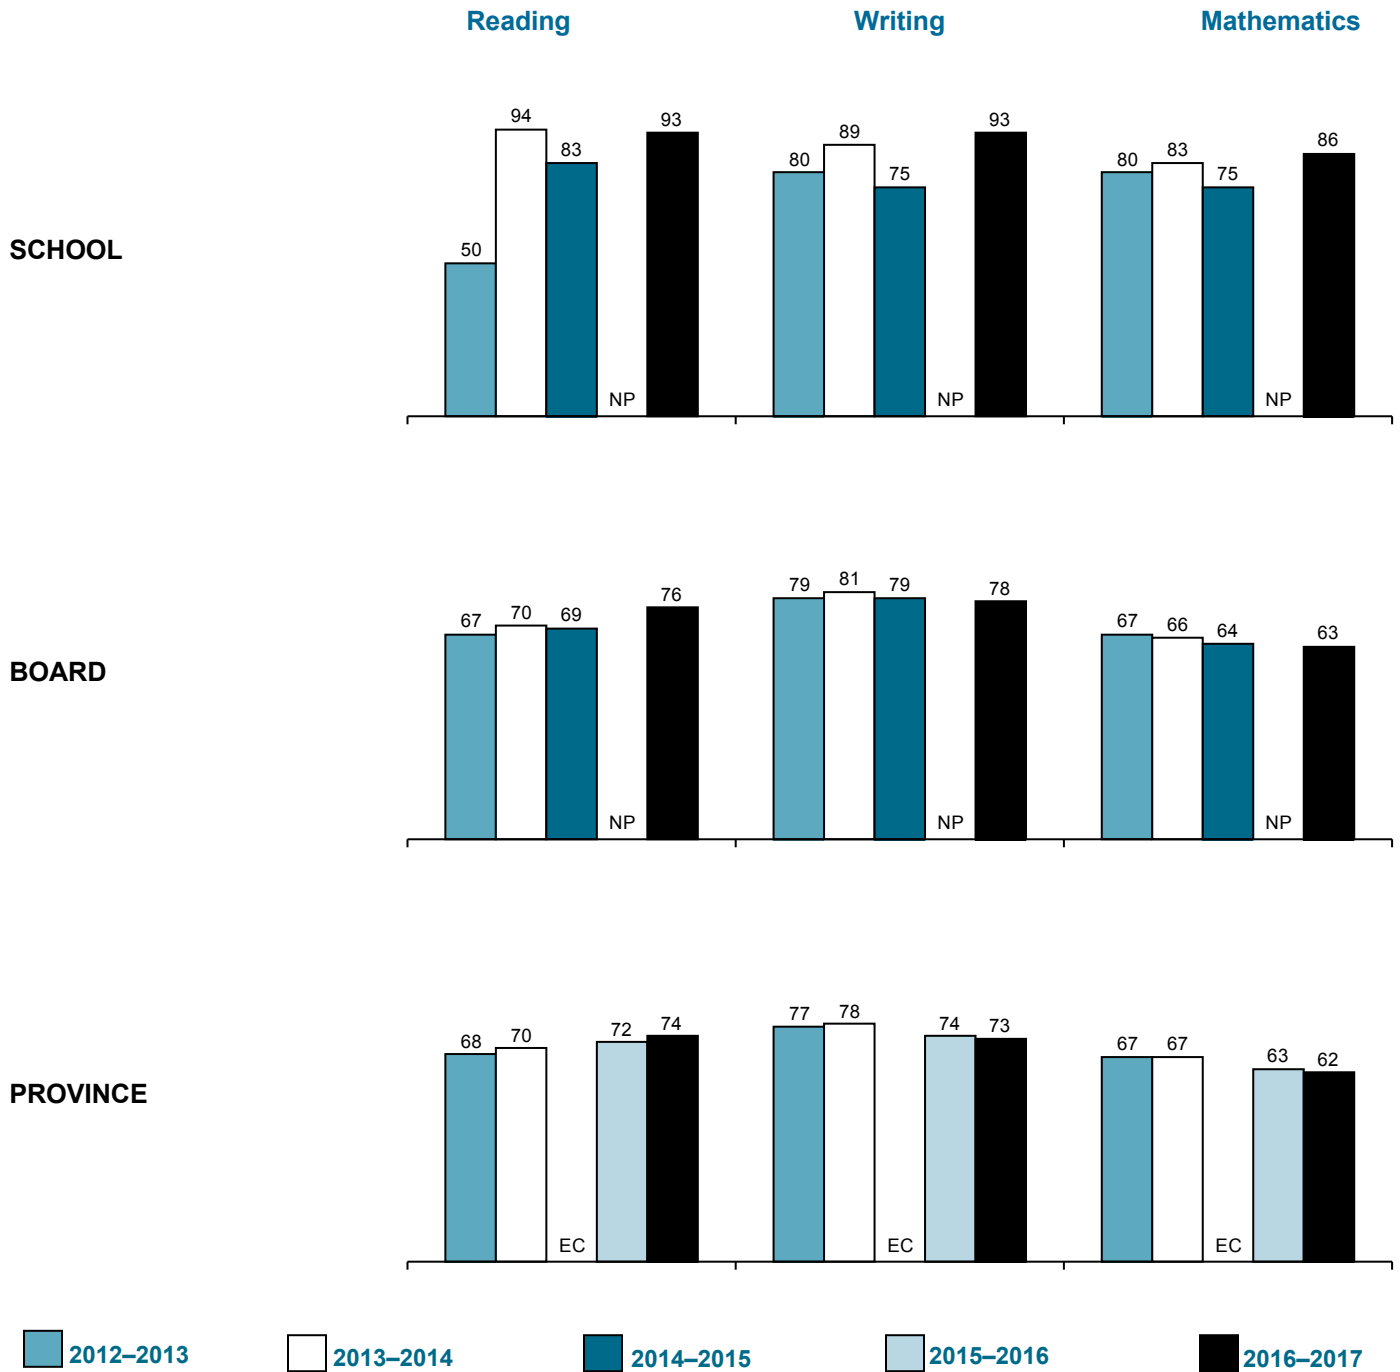 Reading Writing Mathematics
SCHOOL
50 94 83 NP 93
80 89 75 NP 93
80 83 75 NP 86
BOARD
67 70 69 NP 76
79 81 79 NP 78
67 66 64 NP 63
PROVINCE
68 70 EC 72 74
77 78 EC 74 73
67 67 EC 63 62
2012–2013 2013–2014 2014–2015 2015–2016 2016–2017